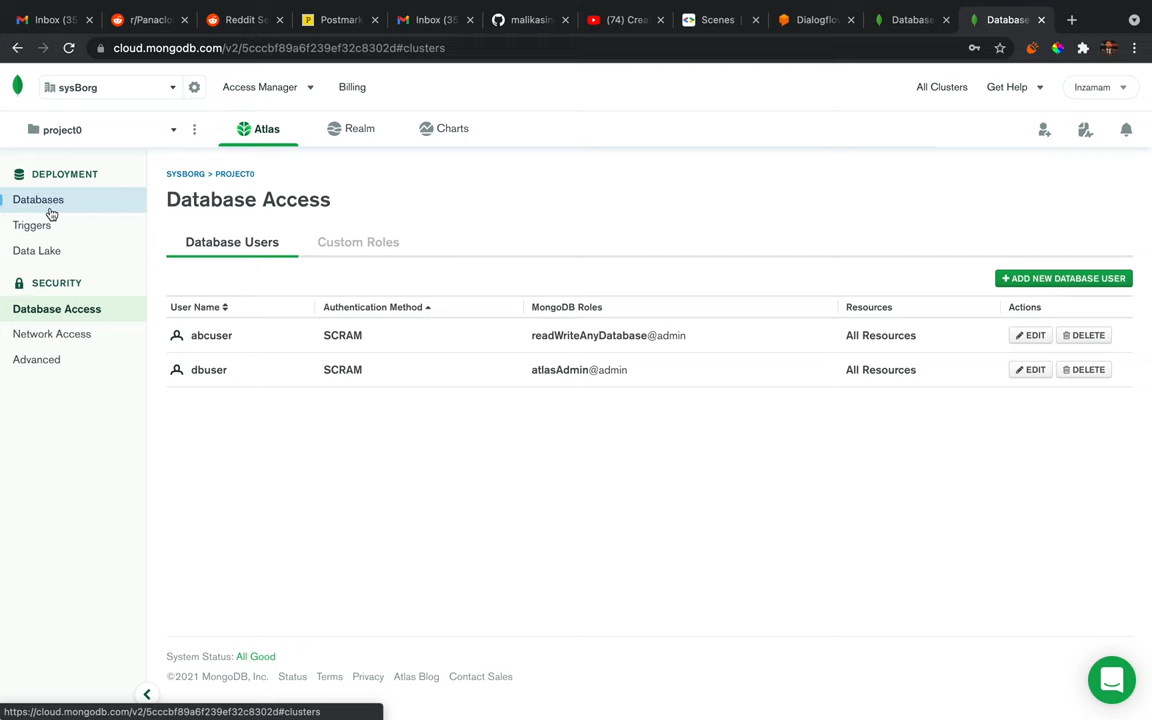 Inbox (35
r/Panaclo
Reddit Se
Postmark
Inbox (35
malikasin
(74) Crea
Scenes
Dialogflo
Database
Database
cloud.mongodb.com/v2/5cccbf89a6f239ef32c8302d#clusters
sysBorg
Access Manager
Billing
All Clusters
Get Help
Inzamam
project0
Atlas
Realm
Charts
DEPLOYMENT
Databases
Triggers
Data Lake
SECURITY
Database Access
Network Access
Advanced
SYSBORG > PROJECT0
Database Access
Database Users
Custom Roles
+ ADD NEW DATABASE USER
User Name
Authentication Method
MongoDB Roles
Resources
Actions
abcuser
SCRAM
readWriteAnyDatabase@admin
All Resources
EDIT
DELETE
dbuser
SCRAM
atlasAdmin@admin
All Resources
EDIT
DELETE
System Status: All Good
©2021 MongoDB, Inc.
Status
Terms
Privacy
Atlas Blog
Contact Sales
https://cloud.mongodb.com/v2/5cccbf89a6f239ef32c8302d#clusters